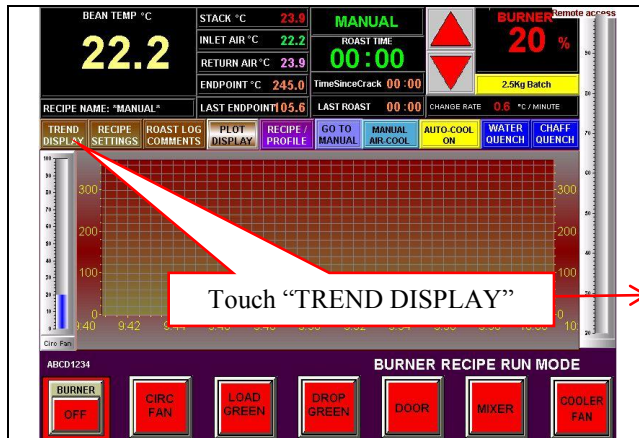 BEAN TEMP °C
22.2
RECIPE NAME: "MANUAL"
STACK °C 23.9
INLET AIR °C 22.2
RETURN AIR °C 23.9
ENDPOINT °C 245.0
LAST ENDPOINT 105.6
MANUAL
ROAST TIME
00:00
TimeSinceCrack 00:00
LAST ROAST 00:00
BURNER
Remote access
20 %
2.5Kg Batch
CHANGE RATE 0.6 °C / MINUTE
TREND DISPLAY
RECIPE SETTINGS
ROAST LOG COMMENTS
PLOT DISPLAY
RECIPE / PROFILE
GO TO MANUAL
MANUAL AIR-COOL
AUTO-COOL ON
WATER QUENCH
CHAFF QUENCH
300
200
100
0
300
200
100
9:40 9:42
Touch “TREND DISPLAY”
Circ Fan
ABCD1234
BURNER RECIPE RUN MODE
BURNER
OFF
CIRC FAN
LOAD GREEN
DROP GREEN
DOOR
MIXER
COOLER FAN